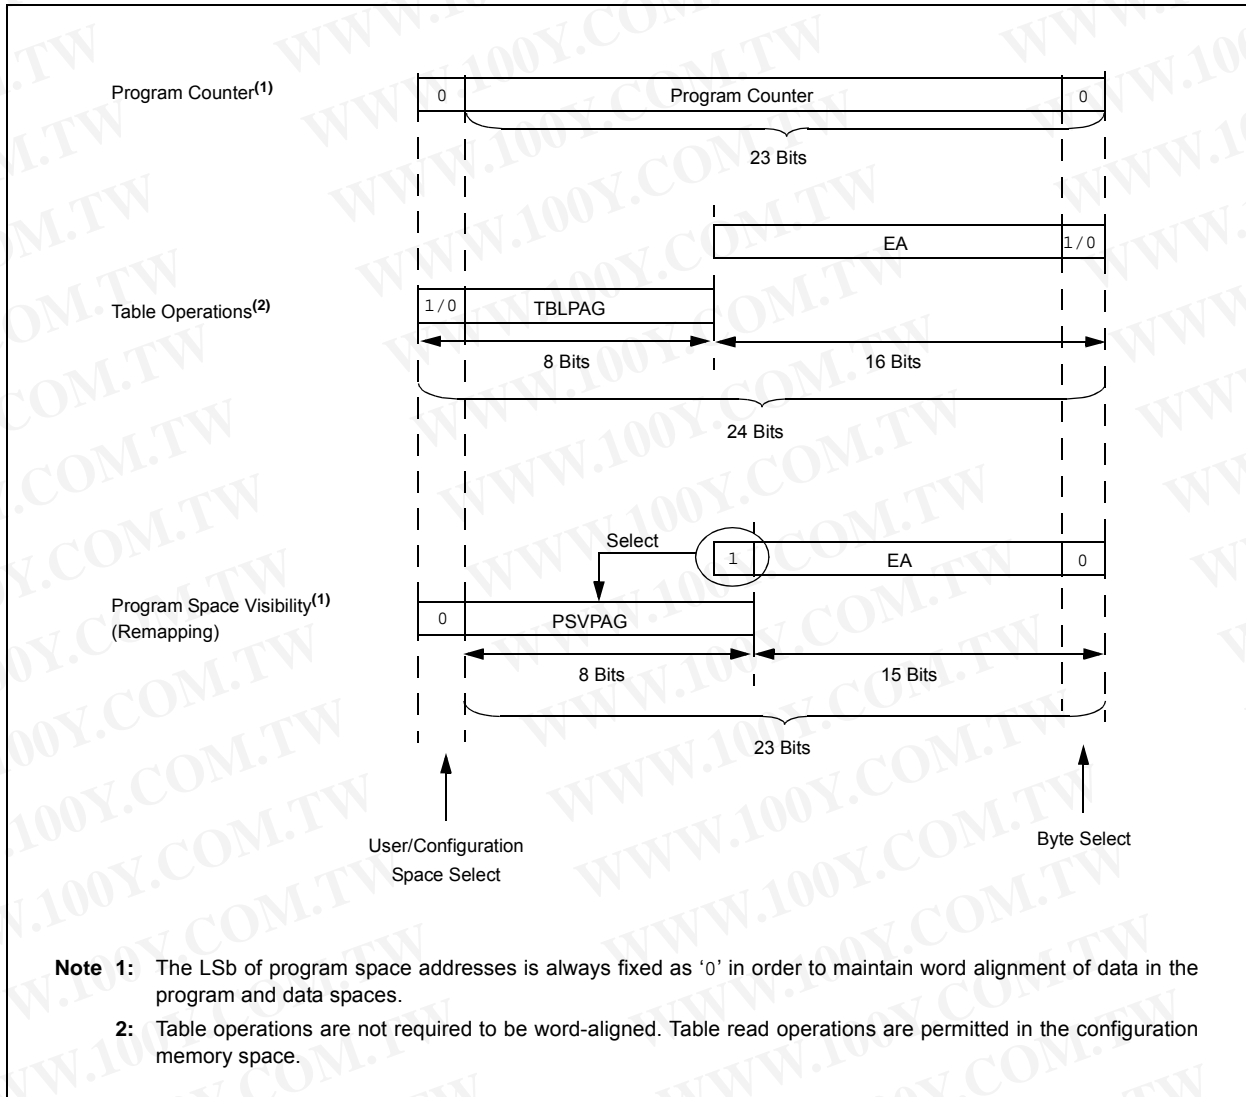 Program Counter(1)
0
Program Counter
0
23 Bits
EA
1/0
Table Operations(2)
1/0
TBLPAG
8 Bits
16 Bits
24 Bits
Select
1
EA
0
Program Space Visibility(1)
(Remapping)
0
PSVPAG
8 Bits
15 Bits
23 Bits
User/Configuration
Space Select
Byte Select
Note 1: The LSb of program space addresses is always fixed as ‘0’ in order to maintain word alignment of data in the
program and data spaces.
2: Table operations are not required to be word-aligned. Table read operations are permitted in the configuration
memory space.
WWW.100Y.COM.TW